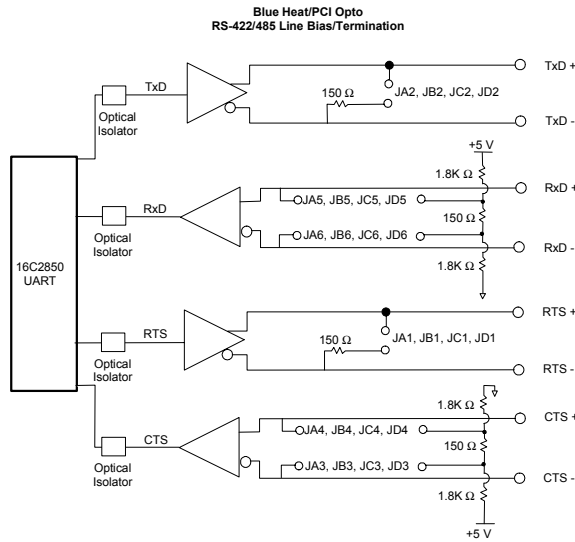 Blue Heat/PCI Opto
RS-422/485 Line Bias/Termination
TxD
Optical
Isolator
150 Ω
JA2, JB2, JC2, JD2
TxD +
TxD -
+5 V
1.8K Ω
RxD
Optical
Isolator
JA5, JB5, JC5, JD5
150 Ω
RxD +
JA6, JB6, JC6, JD6
RxD -
1.8K Ω
16C2850
UART
RTS
Optical
Isolator
150 Ω
JA1, JB1, JC1, JD1
RTS +
RTS -
1.8K Ω
CTS
Optical
Isolator
JA4, JB4, JC4, JD4
150 Ω
CTS +
JA3, JB3, JC3, JD3
CTS -
1.8K Ω
+5 V